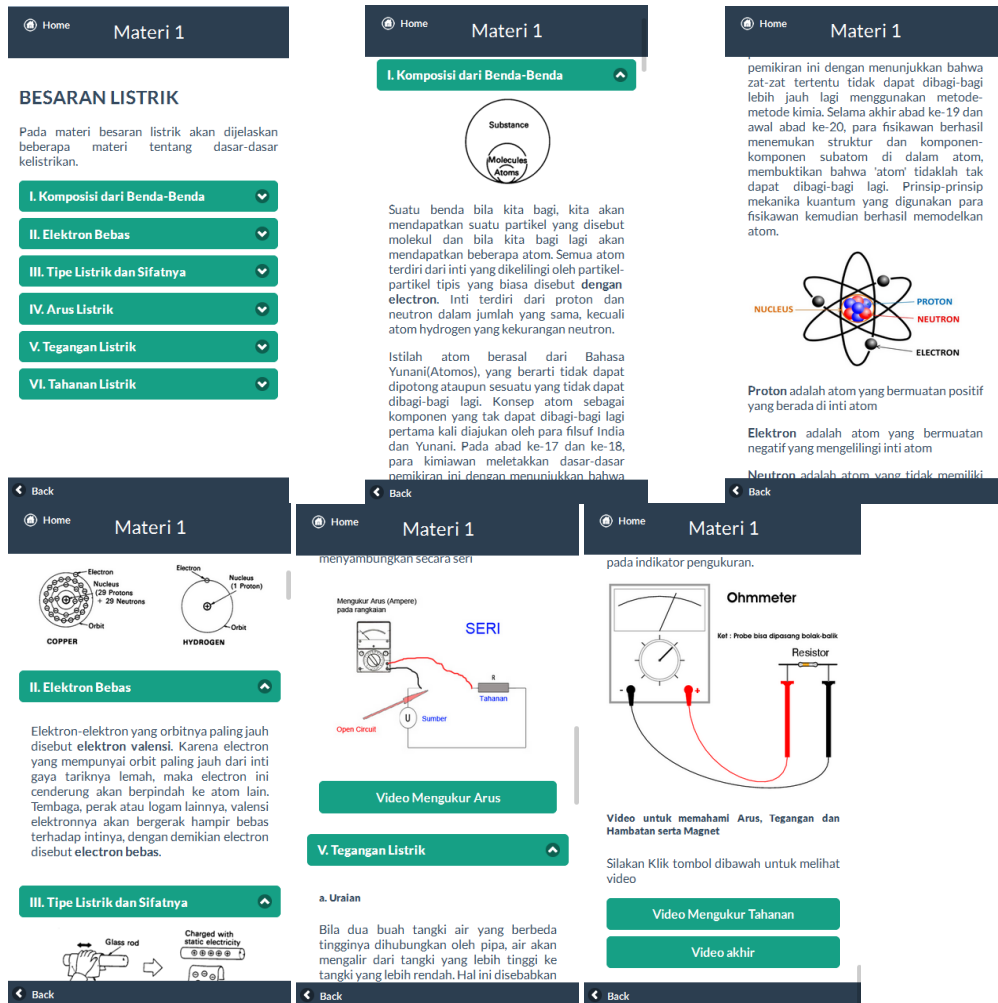 Home
Materi 1
BESARAN LISTRIK
Pada materi besaran listrik akan dijelaskan
beberapa materi tentang dasar-dasar
kelistrikan.
I. Komposisi dari Benda-Benda
II. Elektron Bebas
III. Tipe Listrik dan Sifatnya
IV. Arus Listrik
V. Tegangan Listrik
VI. Tahanan Listrik
Back
Home
Materi 1
I. Komposisi dari Benda-Benda
Substance
Molecules
Atoms
Suatu benda bila kita bagi, kita akan
mendapatkan suatu partikel yang disebut
molekul dan bila kita bagi lagi akan
mendapatkan beberapa atom. Semua atom
terdiri dari inti yang dikelilingi oleh partikel-
partikel tipis yang biasa disebut dengan
electron. Inti terdiri dari proton dan
neutron dalam jumlah yang sama, kecuali
atom hydrogen yang kekurangan neutron.
Istilah atom berasal dari Bahasa
Yunani(Atomos), yang berarti tidak dapat
dipotong ataupun sesuatu yang tidak dapat
dibagi-bagi lagi. Konsep atom sebagai
komponen yang tak dapat dibagi-bagi lagi
pertama kali diajukan oleh para filsuf India
dan Yunani. Pada abad ke-17 dan ke-18,
para kimiawan meletakkan dasar-dasar
pemikiran ini dengan menunjukkan bahwa
Back
Home
Materi 1
pemikiran ini dengan menunjukkan bahwa
zat-zat tertentu tidak dapat dibagi-bagi
lebih jauh lagi menggunakan metode-
metode kimia. Selama akhir abad ke-19 dan
awal abad ke-20, para fisikawan berhasil
menemukan struktur dan komponen-
komponen subatom di dalam atom,
membuktikan bahwa 'atom' tidaklah tak
dapat dibagi-bagi lagi. Prinsip-prinsip
mekanika kuantum yang digunakan para
fisikawan kemudian berhasil memodelkan
atom.
NUCLEUS
PROTON
NEUTRON
ELECTRON
Proton adalah atom yang bermuatan positif
yang berada di inti atom
Elektron adalah atom yang bermuatan
negatif yang mengelilingi inti atom
Neutron adalah atom yang tidak memiliki
Back
Home
Materi 1
Electron
Nucleus
(29 Protons
+ 29 Neutrons
Orbit
COPPER
Electron
Nucleus
(1 Proton)
Orbit
HYDROGEN
II. Elektron Bebas
Elektron-elektron yang orbitnya paling jauh
disebut elektron valensi. Karena electron
yang mempunyai orbit paling jauh dari inti
gaya tariknya lemah, maka electron ini
cenderung akan berpindah ke atom lain.
Tembaga, perak atau logam lainnya, valensi
elektronnya akan bergerak hampir bebas
terhadap intinya, dengan demikian electron
disebut electron bebas.
III. Tipe Listrik dan Sifatnya
Glass rod
Charged with
static electricity
Back
Home
Materi 1
menyambungkan secara seri
Mengukur Arus (Ampere)
pada rangkaian
SERI
R
Tahanan
U
Sumber
Open Circuit
Video Mengukur Arus
V. Tegangan Listrik
a. Uraian
Bila dua buah tangki air yang berbeda
tingginya dihubungkan oleh pipa, air akan
mengalir dari tangki yang lebih tinggi ke
tangki yang lebih rendah. Hal ini disebabkan
Back
Home
Materi 1
pada indikator pengukuran.
Ohmmeter
Ket : Probe bisa dipasang bolak-balik
Resistor
- +
Video untuk memahami Arus, Tegangan dan
Hambatan serta Magnet
Silakan Klik tombol dibawah untuk melihat
video
Video Mengukur Tahanan
Video akhir
Back